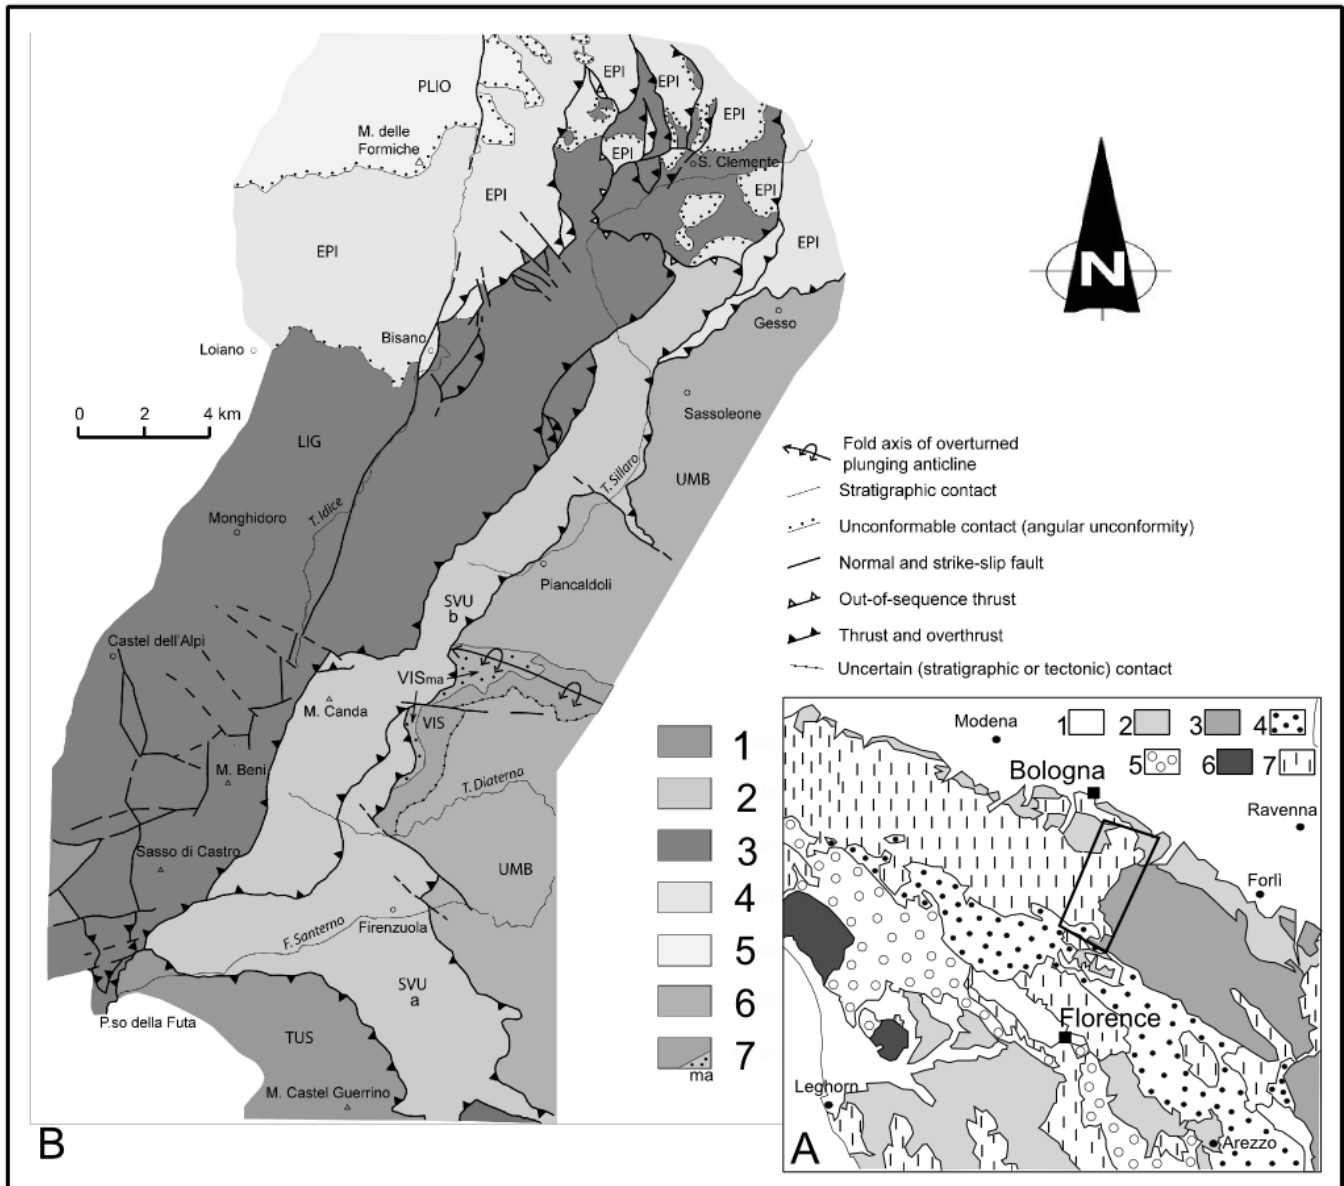 PLIO
EPI
EPI
EPI
M. delle
Formiche
EPI
S. Clemente
EPI
EPI
EPI
EPI
EPI
N
Gesso
Loiano
Bisano
0 2 4 km
Sassoleone
LIG
T. Sillaro
UMB
T. Idice
Monghidoro
Piancaldoli
SVU
b
Castel dell'Alpi
VISma
M. Canda
VIS
M. Beni
T. Diaterna
Sasso di Castro
UMB
F. Santerno
Firenzuola
SVU
a
P.so della Futa
TUS
M. Castel Guerrino
B
Fold axis of overturned
plunging anticline
Stratigraphic contact
Unconformable contact (angular unconformity)
Normal and strike-slip fault
Out-of-sequence thrust
Thrust and overthrust
Uncertain (stratigraphic or tectonic) contact
1
2
3
4
5
6
7
ma
Modena
1 2 3 4
5 6 7
Bologna
Ravenna
Forlì
Florence
Leghorn
Arezzo
A